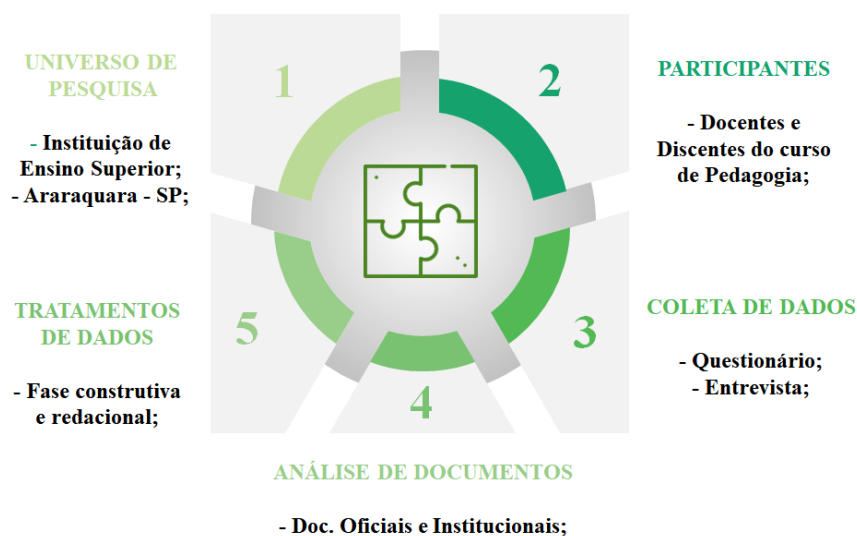 1
UNIVERSO DE
PESQUISA
- Instituição de
Ensino Superior;
- Araraquara - SP;
2
PARTICIPANTES
- Docentes e
Discentes do curso
de Pedagogia;
3
COLETA DE DADOS
- Questionário;
- Entrevista;
4
ANÁLISE DE DOCUMENTOS
- Doc. Oficiais e Institucionais;
5
TRATAMENTOS
DE DADOS
- Fase construtiva
e redacional;